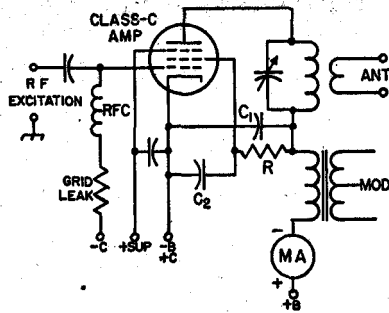 CLASS-C
AMP
RF
EXCITATION
RFC
GRID
LEAK
-C
+SUP
-B
+C
C1
C2
R
ANT
MOD
-
MA
+
+B